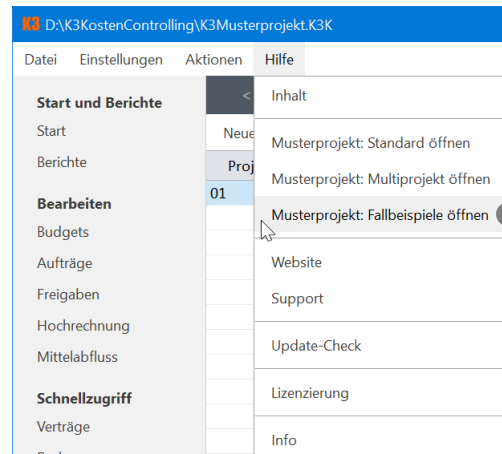 K3 D:\K3KostenControlling\K3Musterprojekt.K3K
Datei Einstellungen Aktionen Hilfe
Start und Berichte
Start
Berichte
Bearbeiten
Budgets
Aufträge
Freigaben
Hochrechnung
Mittelabfluss
Schnellzugriff
Verträge
<
Neue
Proj
01
Inhalt
Musterprojekt: Standard öffnen
Musterprojekt: Multiprojekt öffnen
Musterprojekt: Fallbeispiele öffnen
Website
Support
Update-Check
Lizenzierung
Info